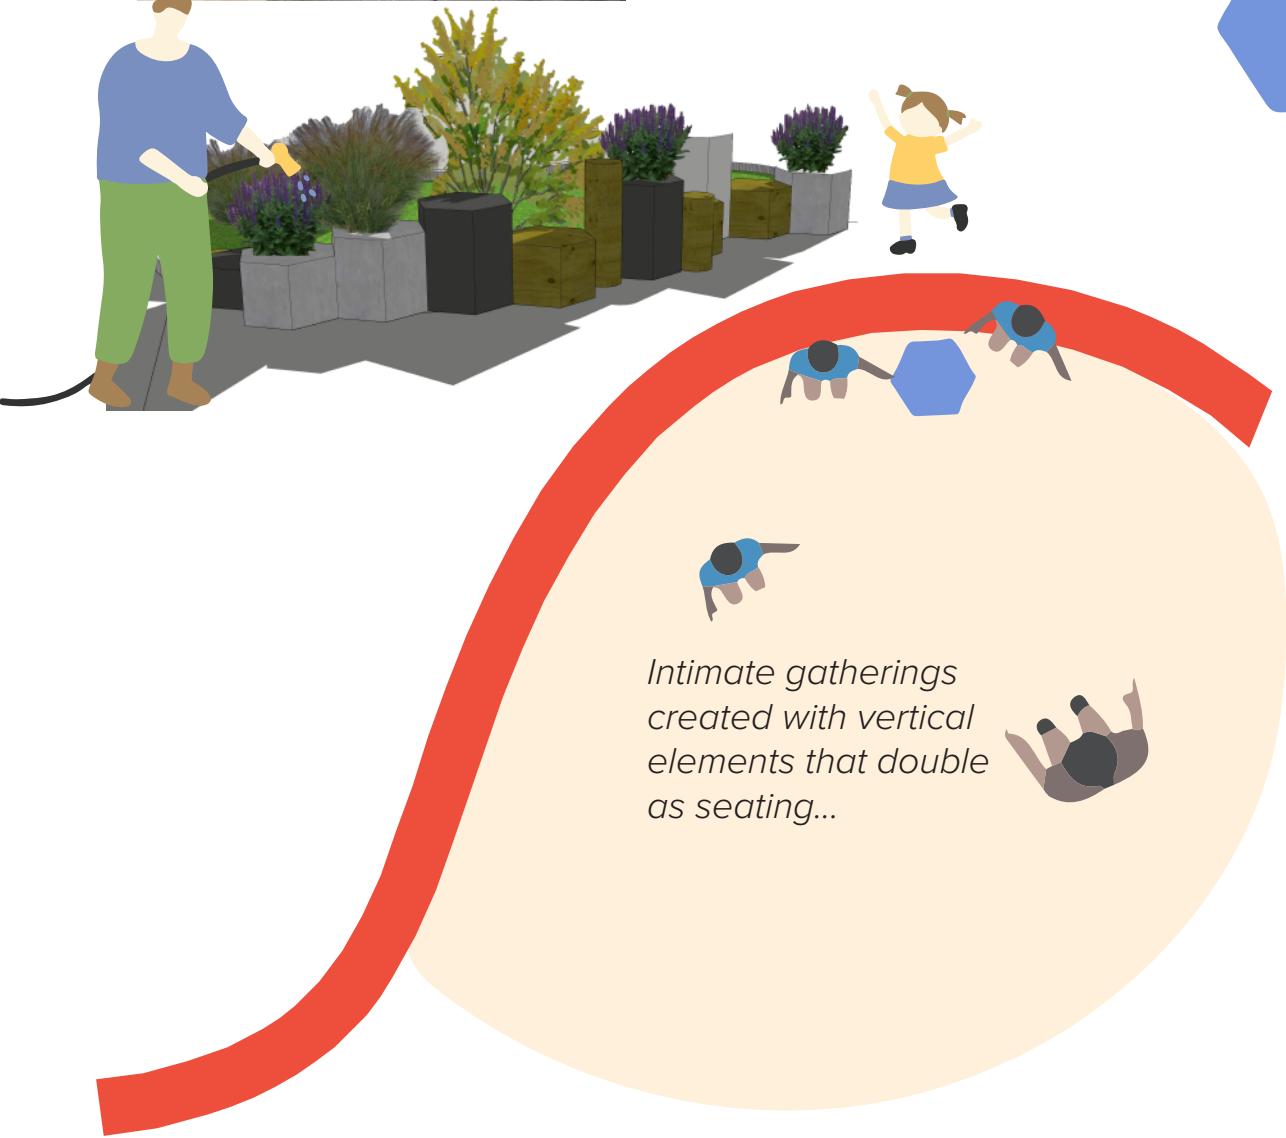 Intimate gatherings
created with vertical
elements that double
as seating...